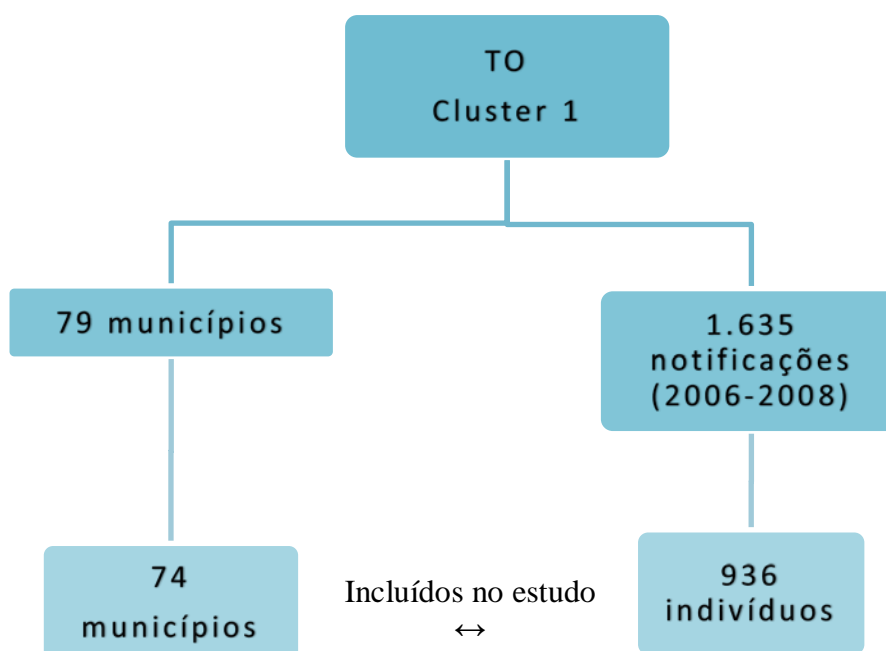 TO
Cluster 1
79 municípios
1.635
notificações
(2006-2008)
74
municípios
Incluídos no estudo
↔
936
indivíduos